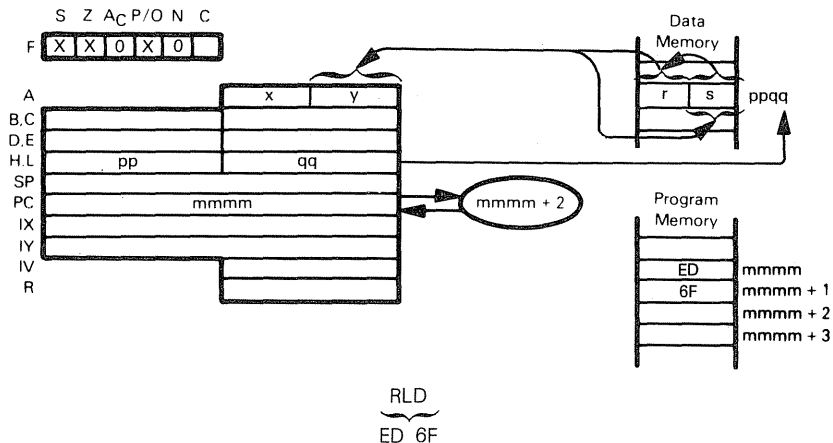 S Z AC P/O N C
F X X 0 X 0
Data Memory
A x y
r s ppqq
B,C
D,E
H,L pp qq
SP
PC mmmm
mmmm + 2
IX
IY
IV
R
Program Memory
ED mmmm
6F mmmm + 1
mmmm + 2
mmmm + 3
RLD
ED 6F